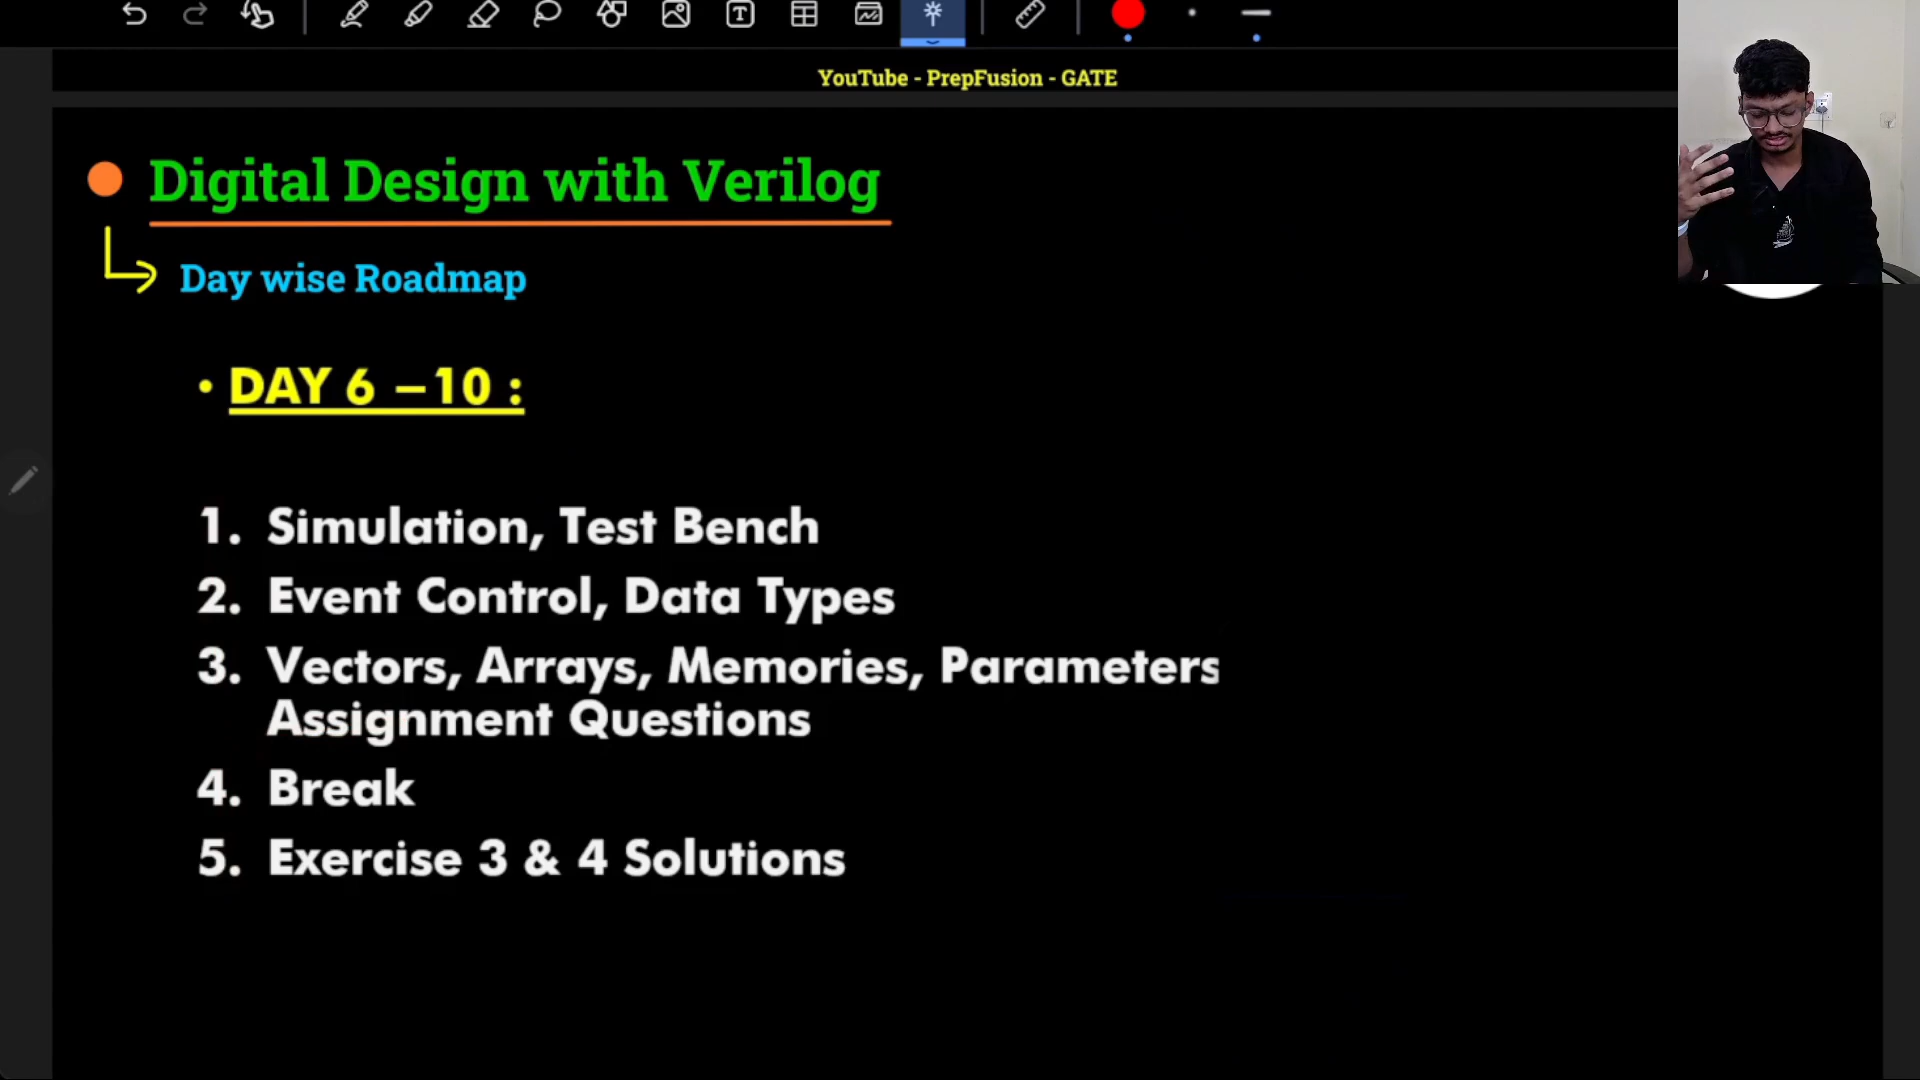 YouTube - PrepFusion - GATE
Digital Design with Verilog
Day wise Roadmap
• DAY 6 – 10 :
1. Simulation, Test Bench
2. Event Control, Data Types
3. Vectors, Arrays, Memories, Parameters
Assignment Questions
4. Break
5. Exercise 3 & 4 Solutions